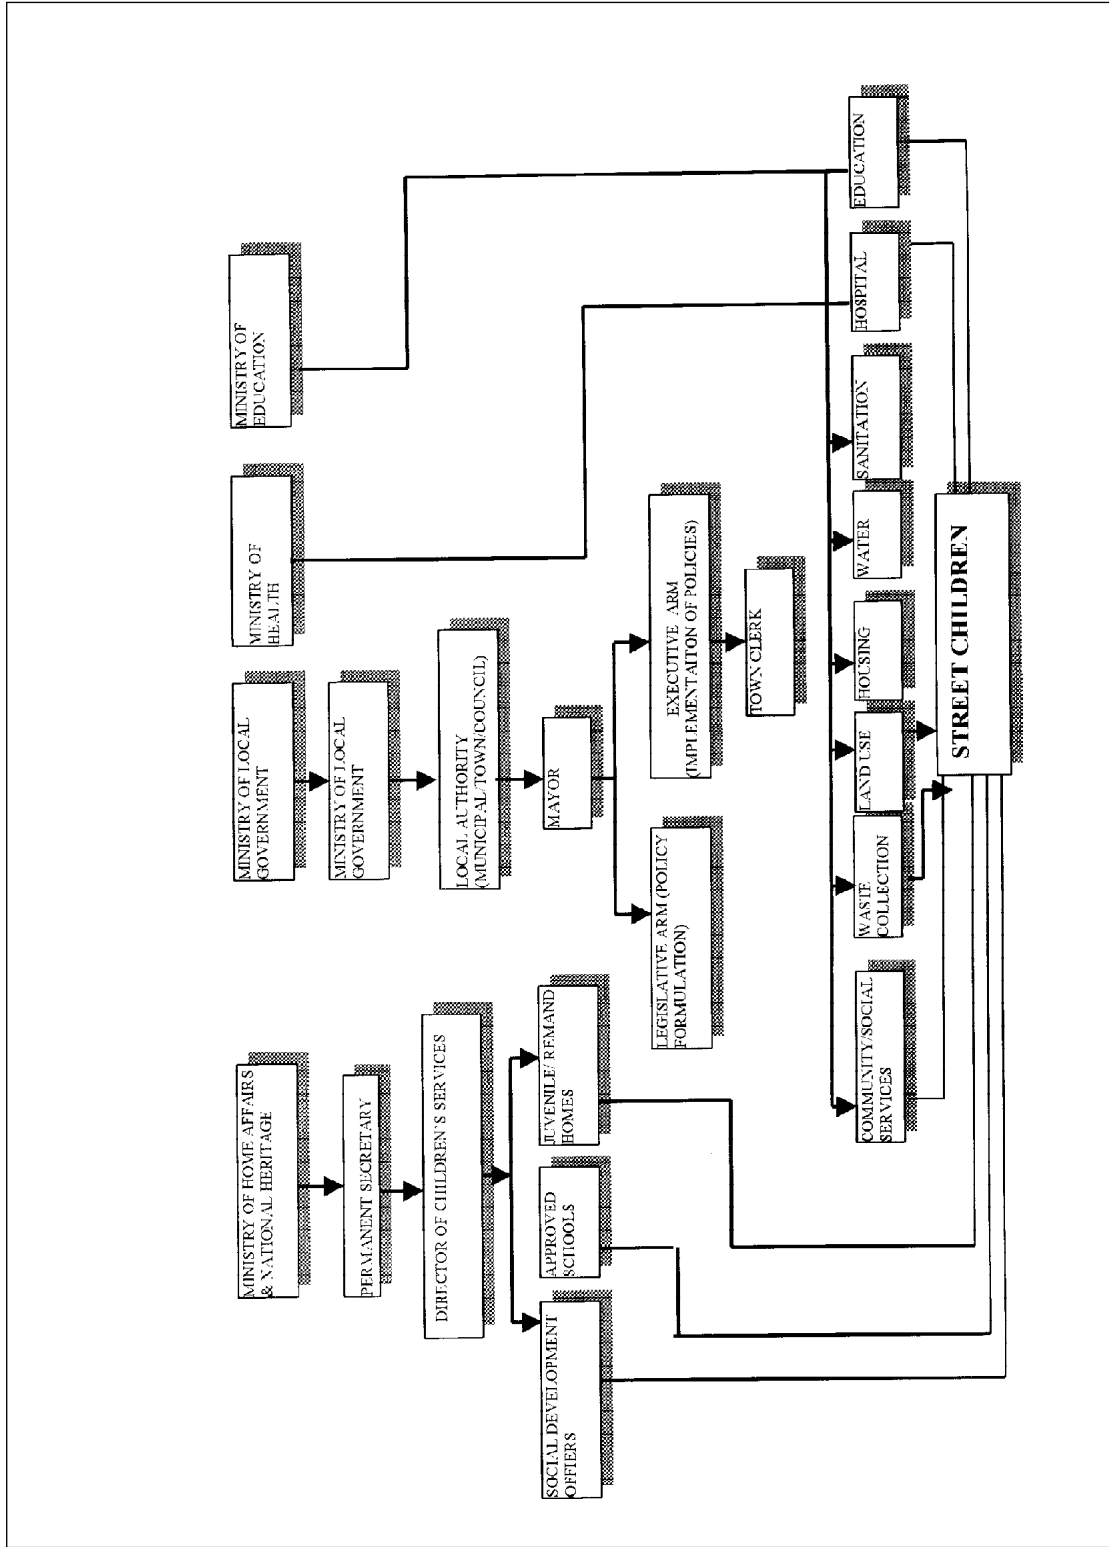 MINISTRY OF HOME AFFAIRS
& NATIONAL HERITAGE
MINISTRY OF LOCAL
GOVERNMENT
MINISTRY OF
HEALTH
MINISTRY OF
EDUCATION
PERMANENT SECRETARY
MINISTRY OF LOCAL
GOVERNMENT
DIRECTOR OF CHILDREN'S SERVICES
LOCAL AUTHORITY
(MUNICIPAL/TOWN/COUNCIL)
SOCIAL DEVELOPMENT
OFFIERS
APPROVED
SCHOOLS
JUVENILE/ REMAND
HOMES
MAYOR
LEGISLATIVE ARM (POLICY
FORMULATION)
EXECUTIVE ARM
(IMPLEMENTAITON OF POLICIES)
TOWN CLERK
COMMUNITY/SOCIAL
SERVICES
WASTE
COLLECTION
LAND USE
HOUSING
WATER
SANITATION
HOSPITAL
EDUCATION
STREET CHILDREN